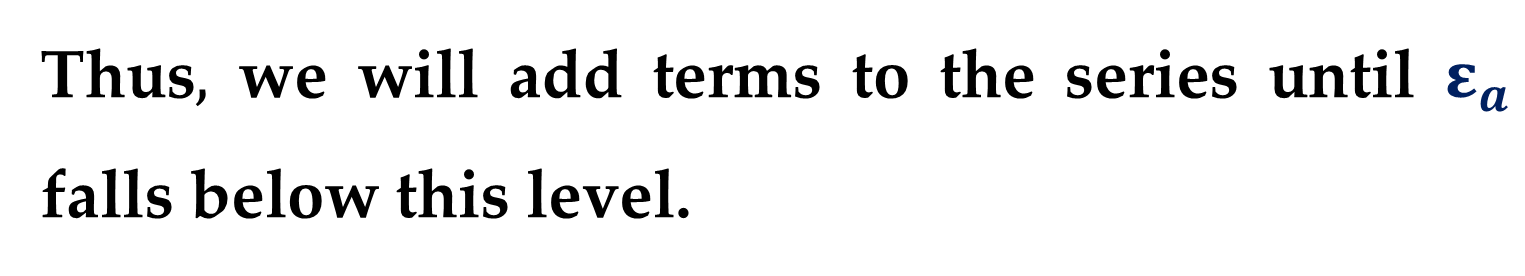 Thus, we will add terms to the series until εₐ
falls below this level.